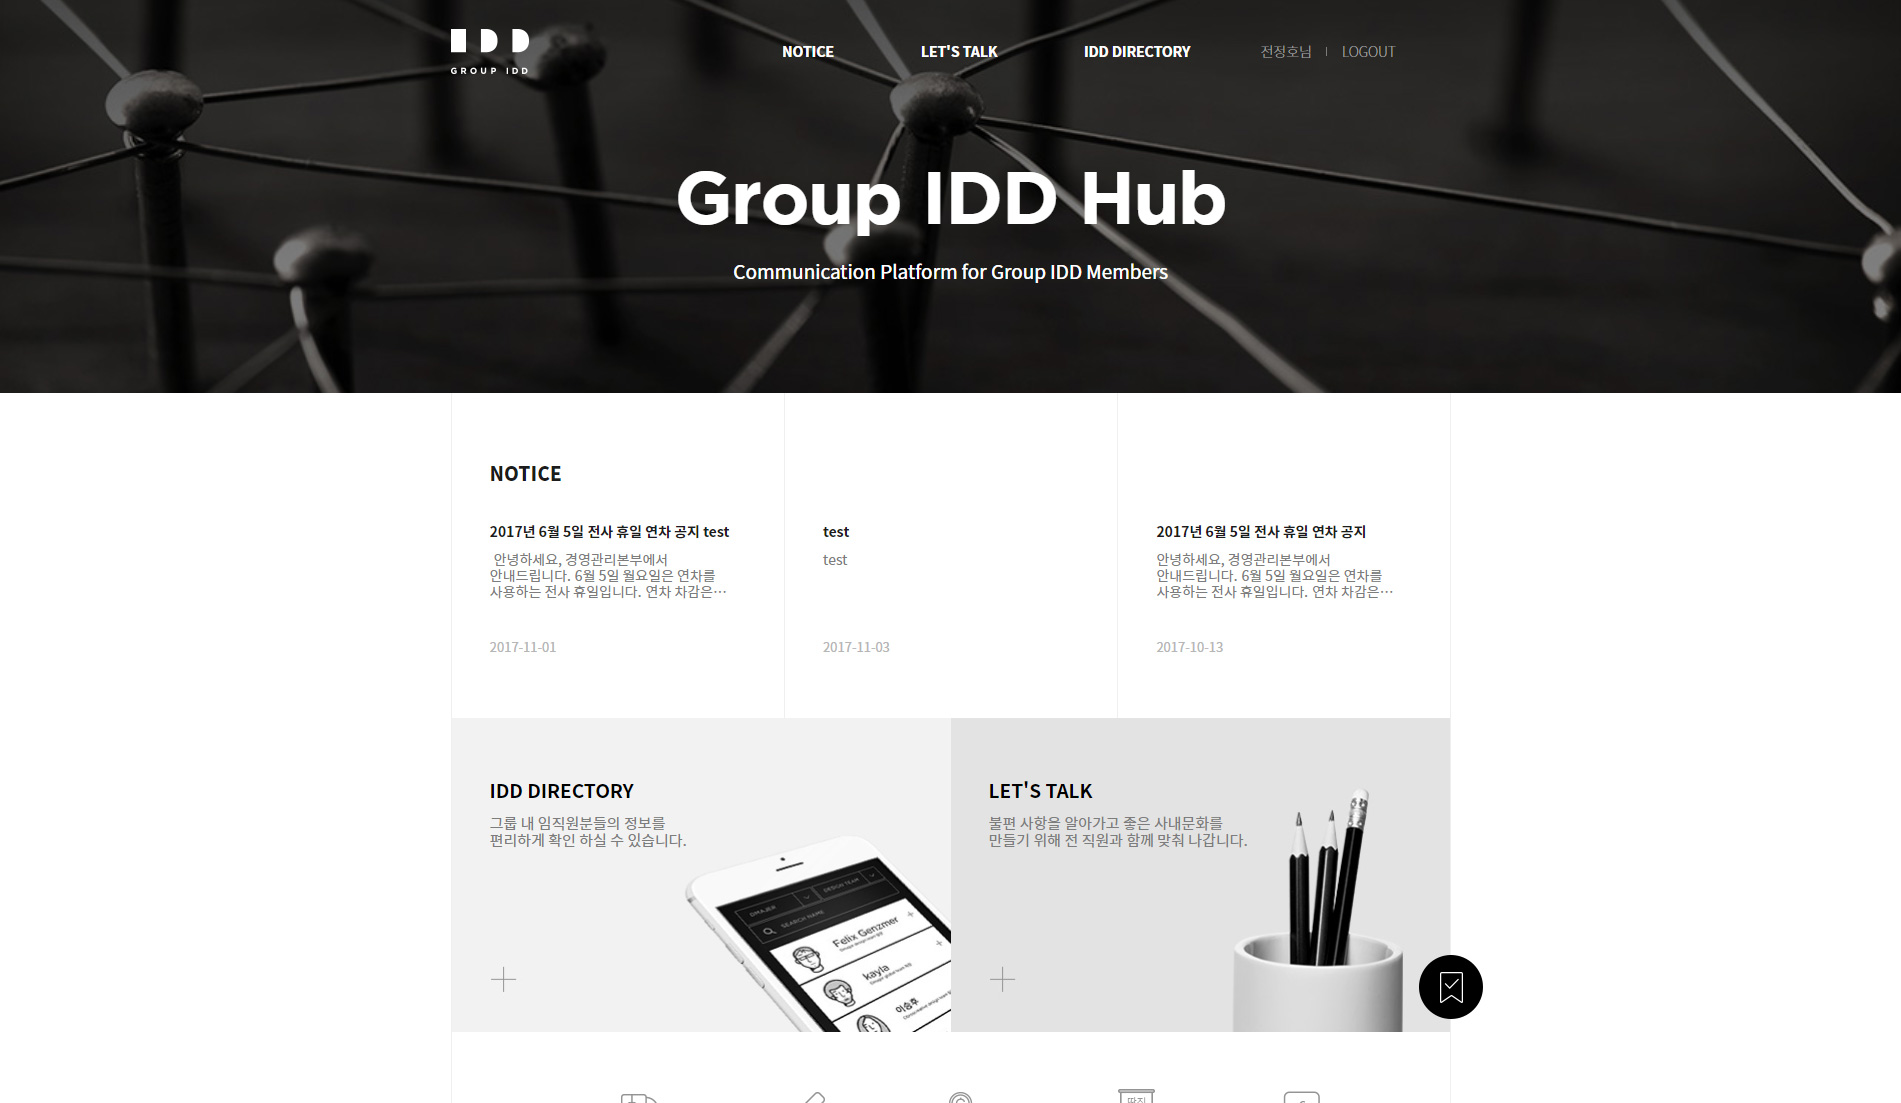 IDD
GROUP IDD
NOTICE
LET'S TALK
IDD DIRECTORY
전정호님
LOGOUT
Group IDD Hub
Communication Platform for Group IDD Members
NOTICE
2017년 6월 5일 전사 휴일 연차 공지 test
안녕하세요, 경영관리본부에서
안내드립니다. 6월 5일 월요일은 연차를
사용하는 전사 휴일입니다. 연차 차감은…
2017-11-01
test
test
2017-11-03
2017년 6월 5일 전사 휴일 연차 공지
안녕하세요, 경영관리본부에서
안내드립니다. 6월 5일 월요일은 연차를
사용하는 전사 휴일입니다. 연차 차감은…
2017-10-13
IDD DIRECTORY
그룹 내 임직원분들의 정보를
편리하게 확인 하실 수 있습니다.
DMAJER
DESIGN TEAM
SEARCH NAME
Felix Genzmer
kayla
이승후
LET'S TALK
불편 사항을 알아가고 좋은 사내문화를
만들기 위해 전 직원과 함께 맞춰 나갑니다.